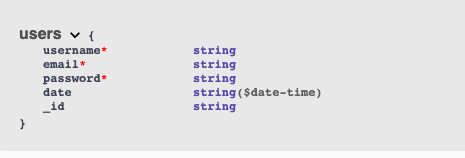 users {
username* string
email* string
password* string
date string($date-time)
_id string
}